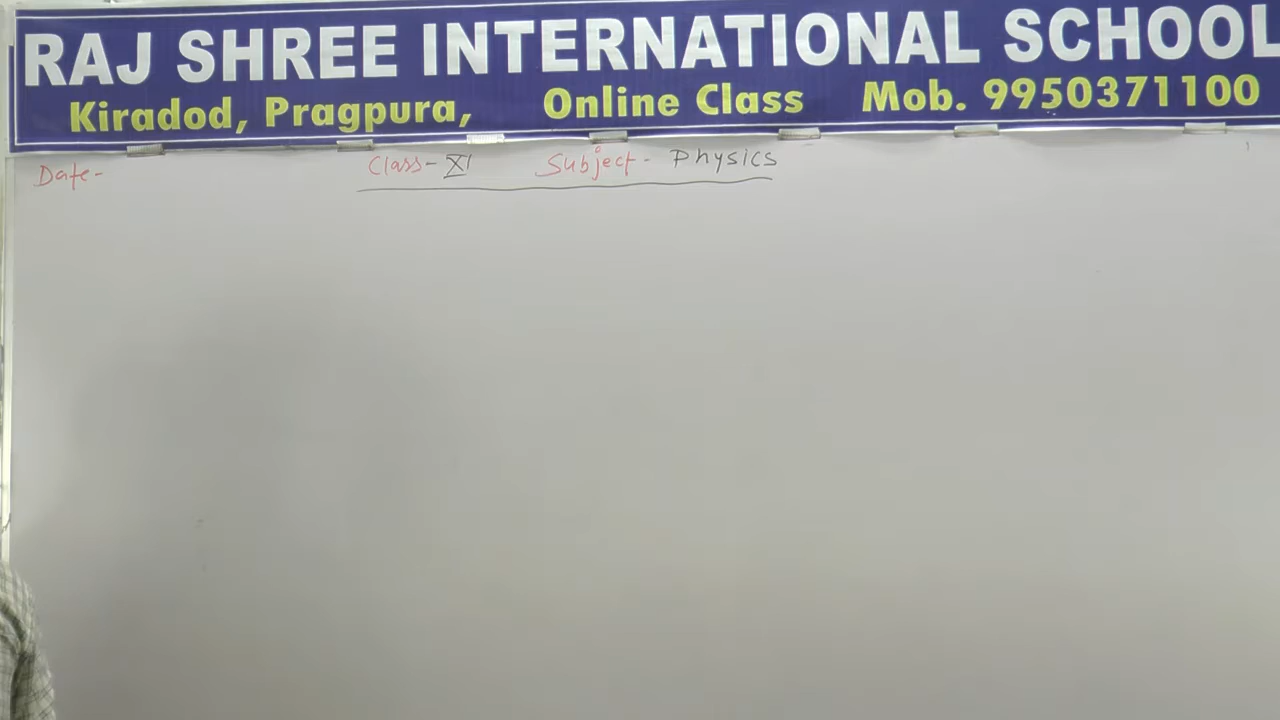 RAJ SHREE INTERNATIONAL SCHOOL
Kiradod, Pragpura, Online Class Mob. 9950371100
Date- Class- XI Subject- Physics